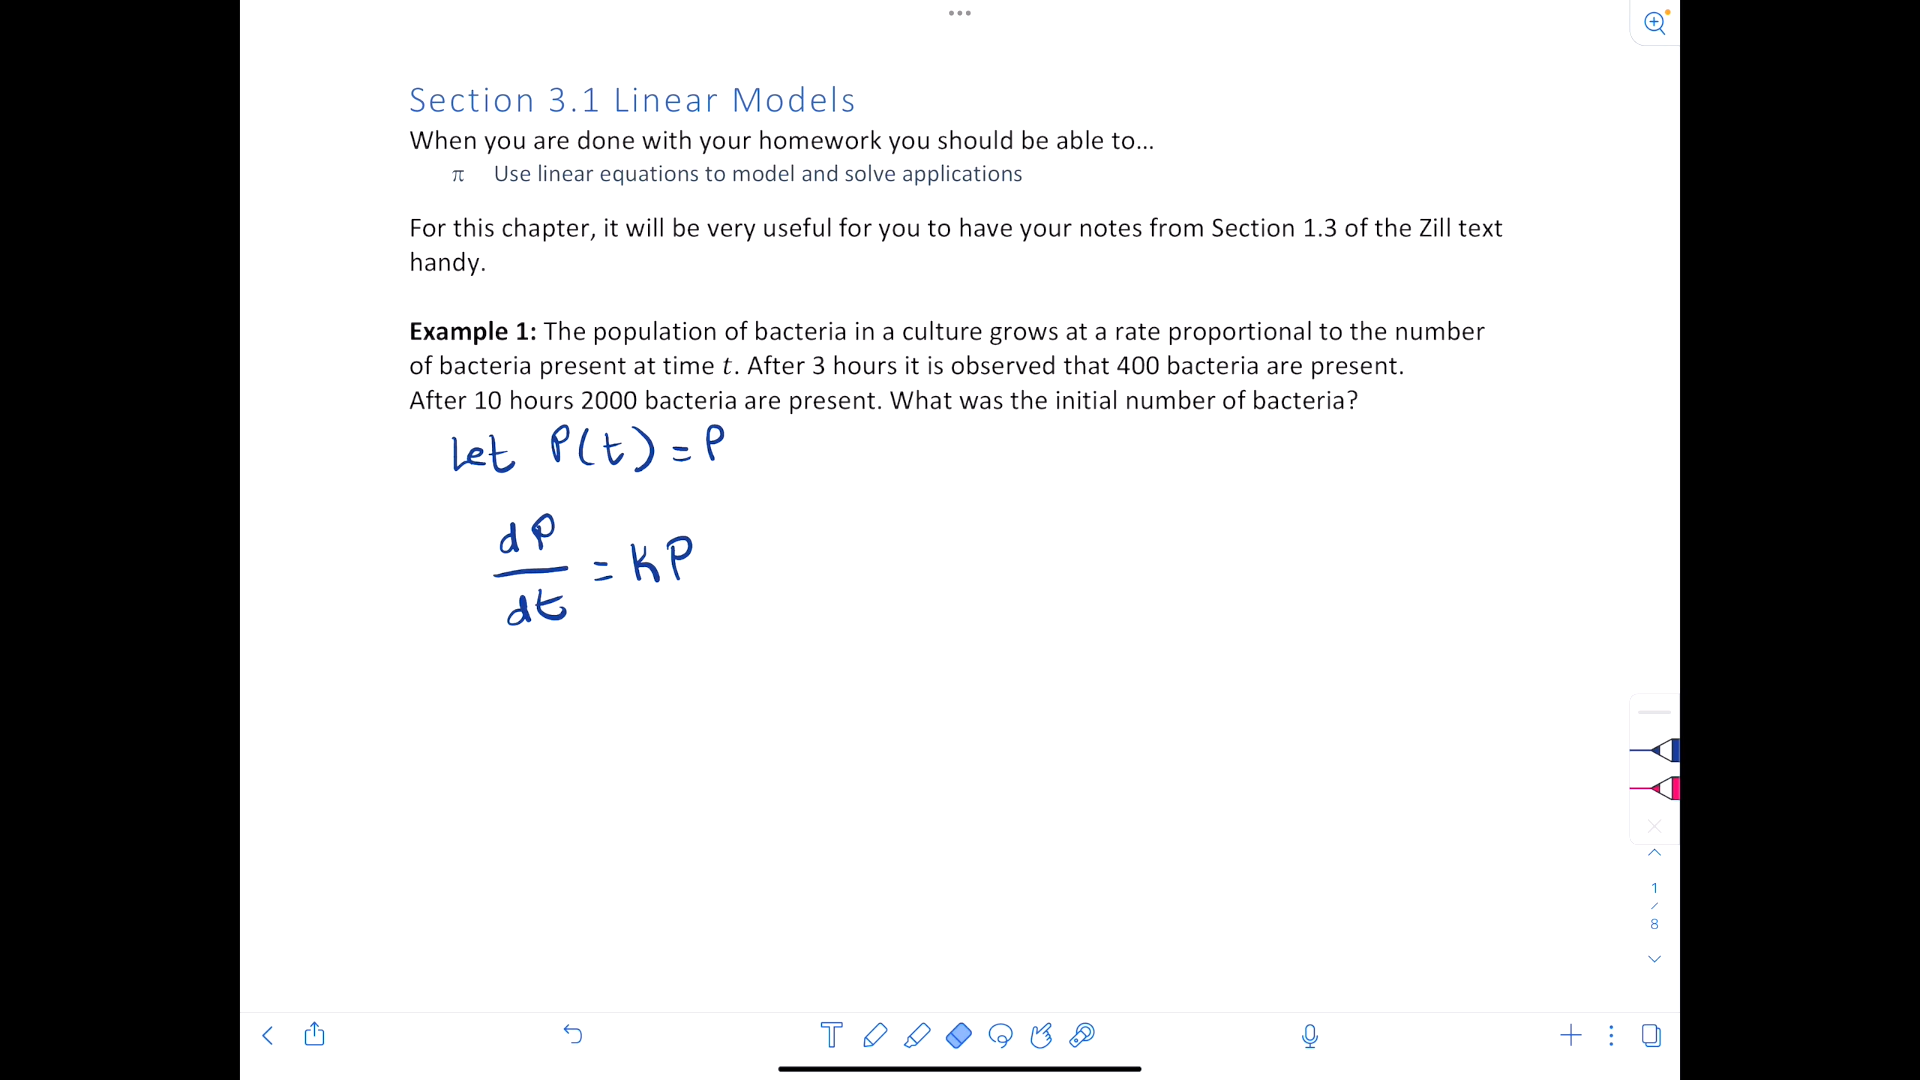 Section 3.1 Linear Models
When you are done with your homework you should be able to...
π Use linear equations to model and solve applications
For this chapter, it will be very useful for you to have your notes from Section 1.3 of the Zill text
handy.
Example 1: The population of bacteria in a culture grows at a rate proportional to the number
of bacteria present at time t. After 3 hours it is observed that 400 bacteria are present.
After 10 hours 2000 bacteria are present. What was the initial number of bacteria?
Let P(t) = P
dP
dt
= kP
1
/
8
T